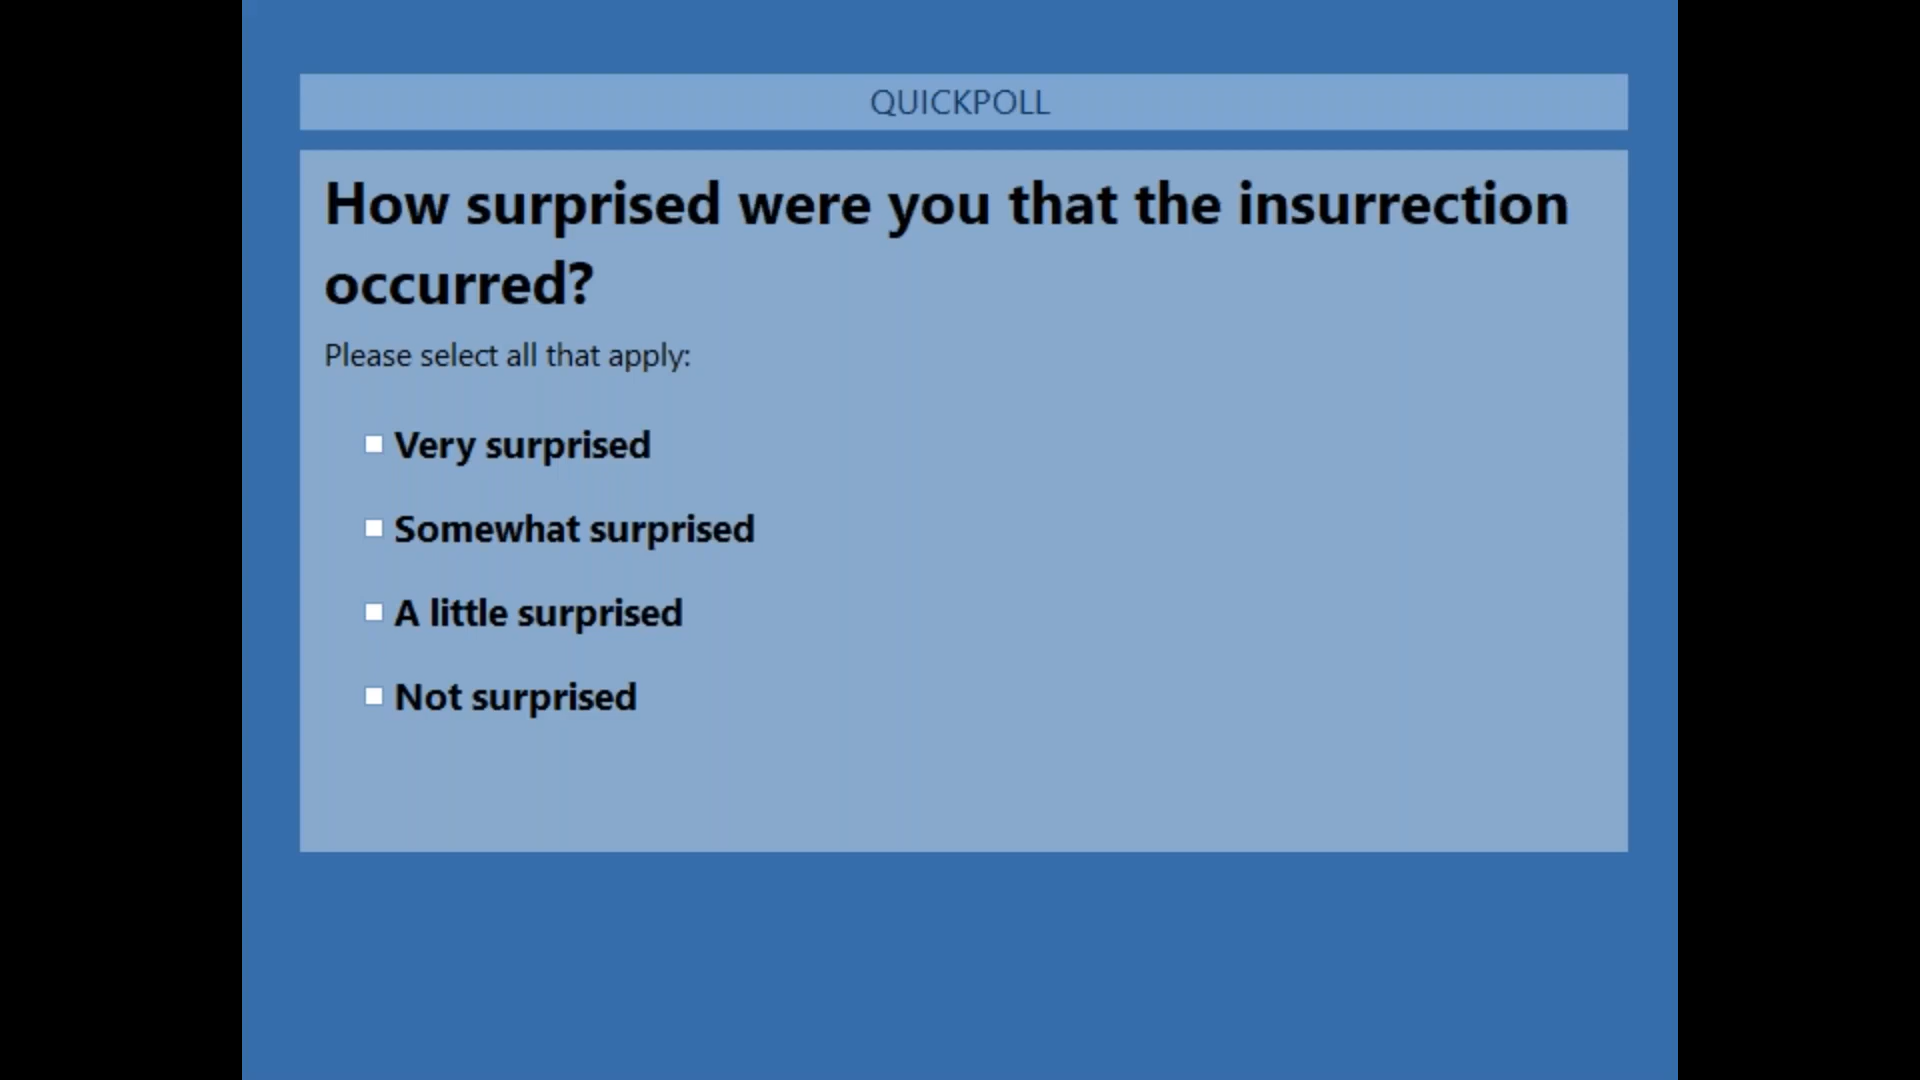 QUICKPOLL
How surprised were you that the insurrection
occurred?
Please select all that apply:
Very surprised
Somewhat surprised
A little surprised
Not surprised